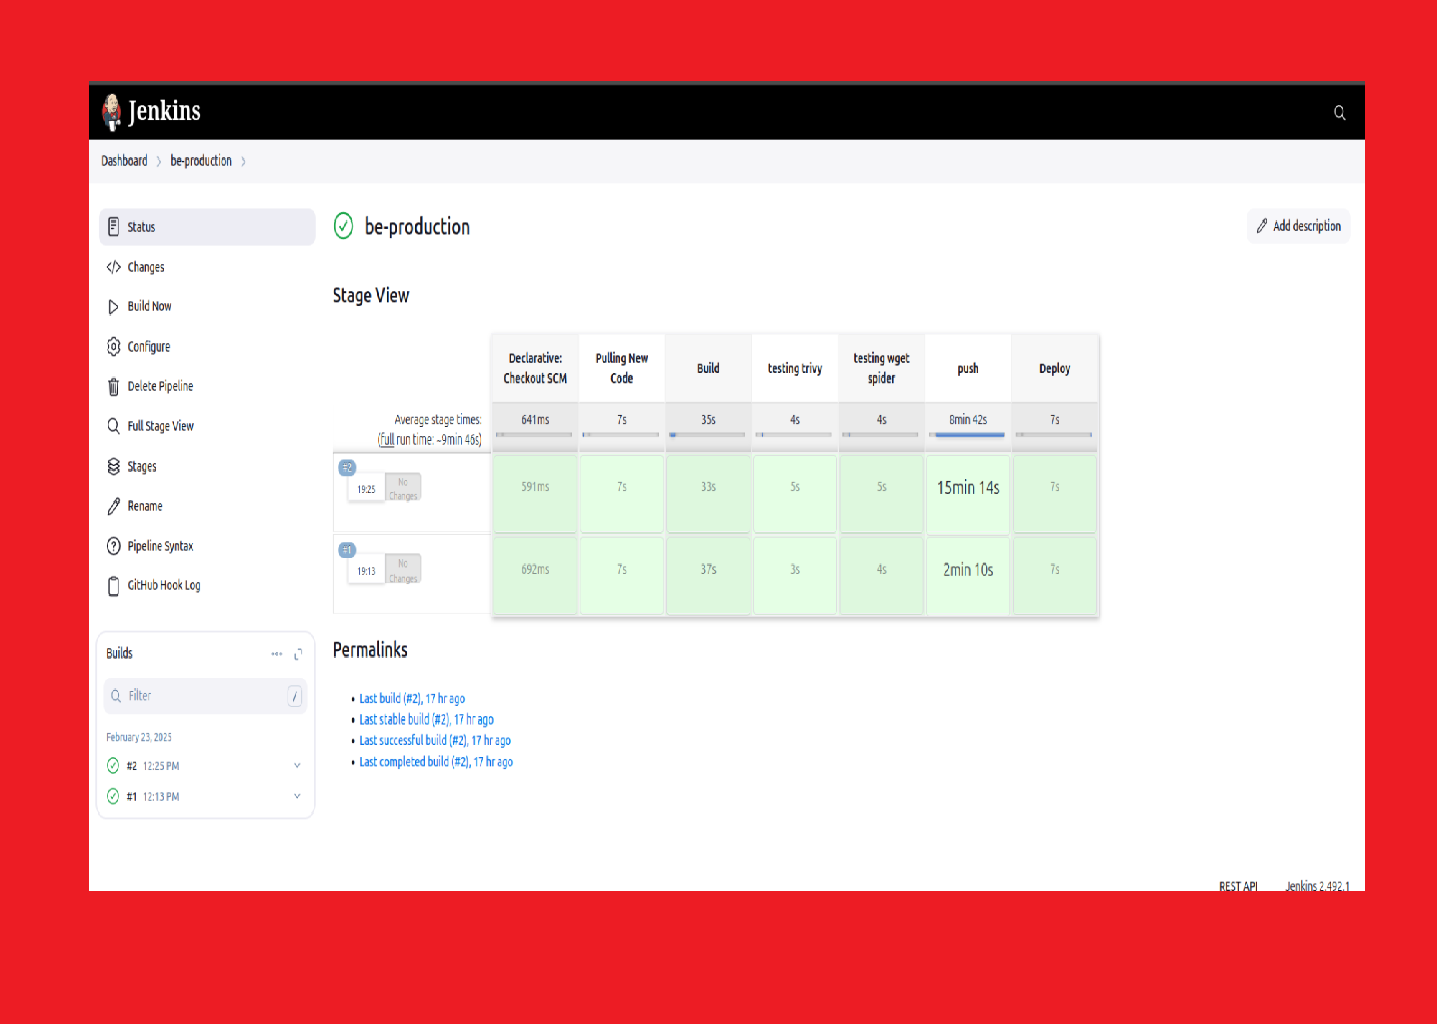 Jenkins
Dashboard > be-production >
Status
Changes
Build Now
Configure
Delete Pipeline
Full Stage View
Stages
Rename
Pipeline Syntax
GitHub Hook Log
Builds
Filter /
February 23, 2025
#2 12:25 PM
#1 12:13 PM
be-production
Add description
Stage View
Declarative: Checkout SCM
Pulling New Code
Build
testing trivy
testing wget spider
push
Deploy
Average stage times:
(full run time: ~9min 46s)
641ms 7s 35s 4s 4s 8min 42s 7s
#2
19:25 No Changes
591ms 7s 33s 5s 5s 15min 14s 7s
#1
19:13 No Changes
692ms 7s 37s 3s 4s 2min 10s 7s
Permalinks
• Last build (#2), 17 hr ago
• Last stable build (#2), 17 hr ago
• Last successful build (#2), 17 hr ago
• Last completed build (#2), 17 hr ago
REST API Jenkins 2.492.1